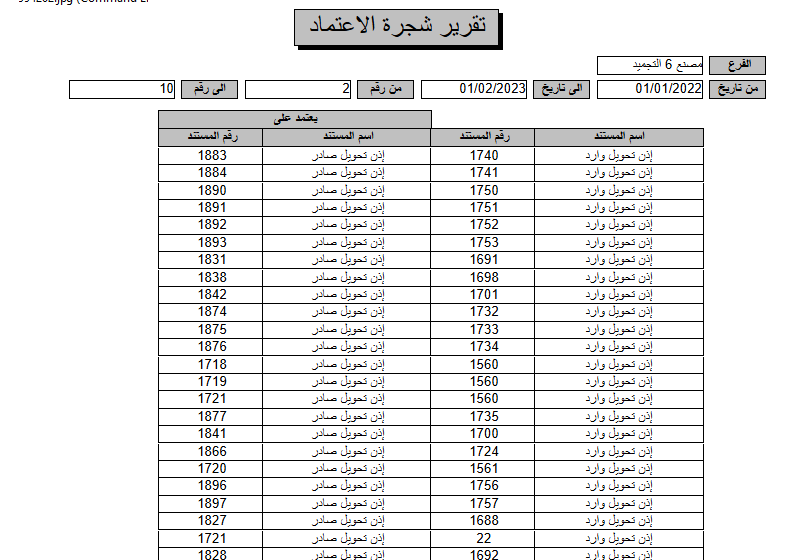 تقرير شجرة الاعتماد
الفرع مصنع 6 التجميد
من تاريخ 01/01/2022 الى تاريخ 01/02/2023 من رقم 2 الى رقم 10
يعتمد على
اسم المستند رقم المستند اسم المستند رقم المستند
إذن تحويل وارد 1740 إذن تحويل صادر 1883
إذن تحويل وارد 1741 إذن تحويل صادر 1884
إذن تحويل وارد 1750 إذن تحويل صادر 1890
إذن تحويل وارد 1751 إذن تحويل صادر 1891
إذن تحويل وارد 1752 إذن تحويل صادر 1892
إذن تحويل وارد 1753 إذن تحويل صادر 1893
إذن تحويل وارد 1691 إذن تحويل صادر 1831
إذن تحويل وارد 1698 إذن تحويل صادر 1838
إذن تحويل وارد 1701 إذن تحويل صادر 1842
إذن تحويل وارد 1732 إذن تحويل صادر 1874
إذن تحويل وارد 1733 إذن تحويل صادر 1875
إذن تحويل وارد 1734 إذن تحويل صادر 1876
إذن تحويل وارد 1560 إذن تحويل صادر 1718
إذن تحويل وارد 1560 إذن تحويل صادر 1719
إذن تحويل وارد 1560 إذن تحويل صادر 1721
إذن تحويل وارد 1735 إذن تحويل صادر 1877
إذن تحويل وارد 1700 إذن تحويل صادر 1841
إذن تحويل وارد 1724 إذن تحويل صادر 1866
إذن تحويل وارد 1561 إذن تحويل صادر 1720
إذن تحويل وارد 1756 إذن تحويل صادر 1896
إذن تحويل وارد 1757 إذن تحويل صادر 1897
إذن تحويل وارد 1688 إذن تحويل صادر 1827
إذن تحويل وارد 22 إذن تحويل صادر 1721
إذن تحويل وارد 1692 إذن تحويل صادر 1828